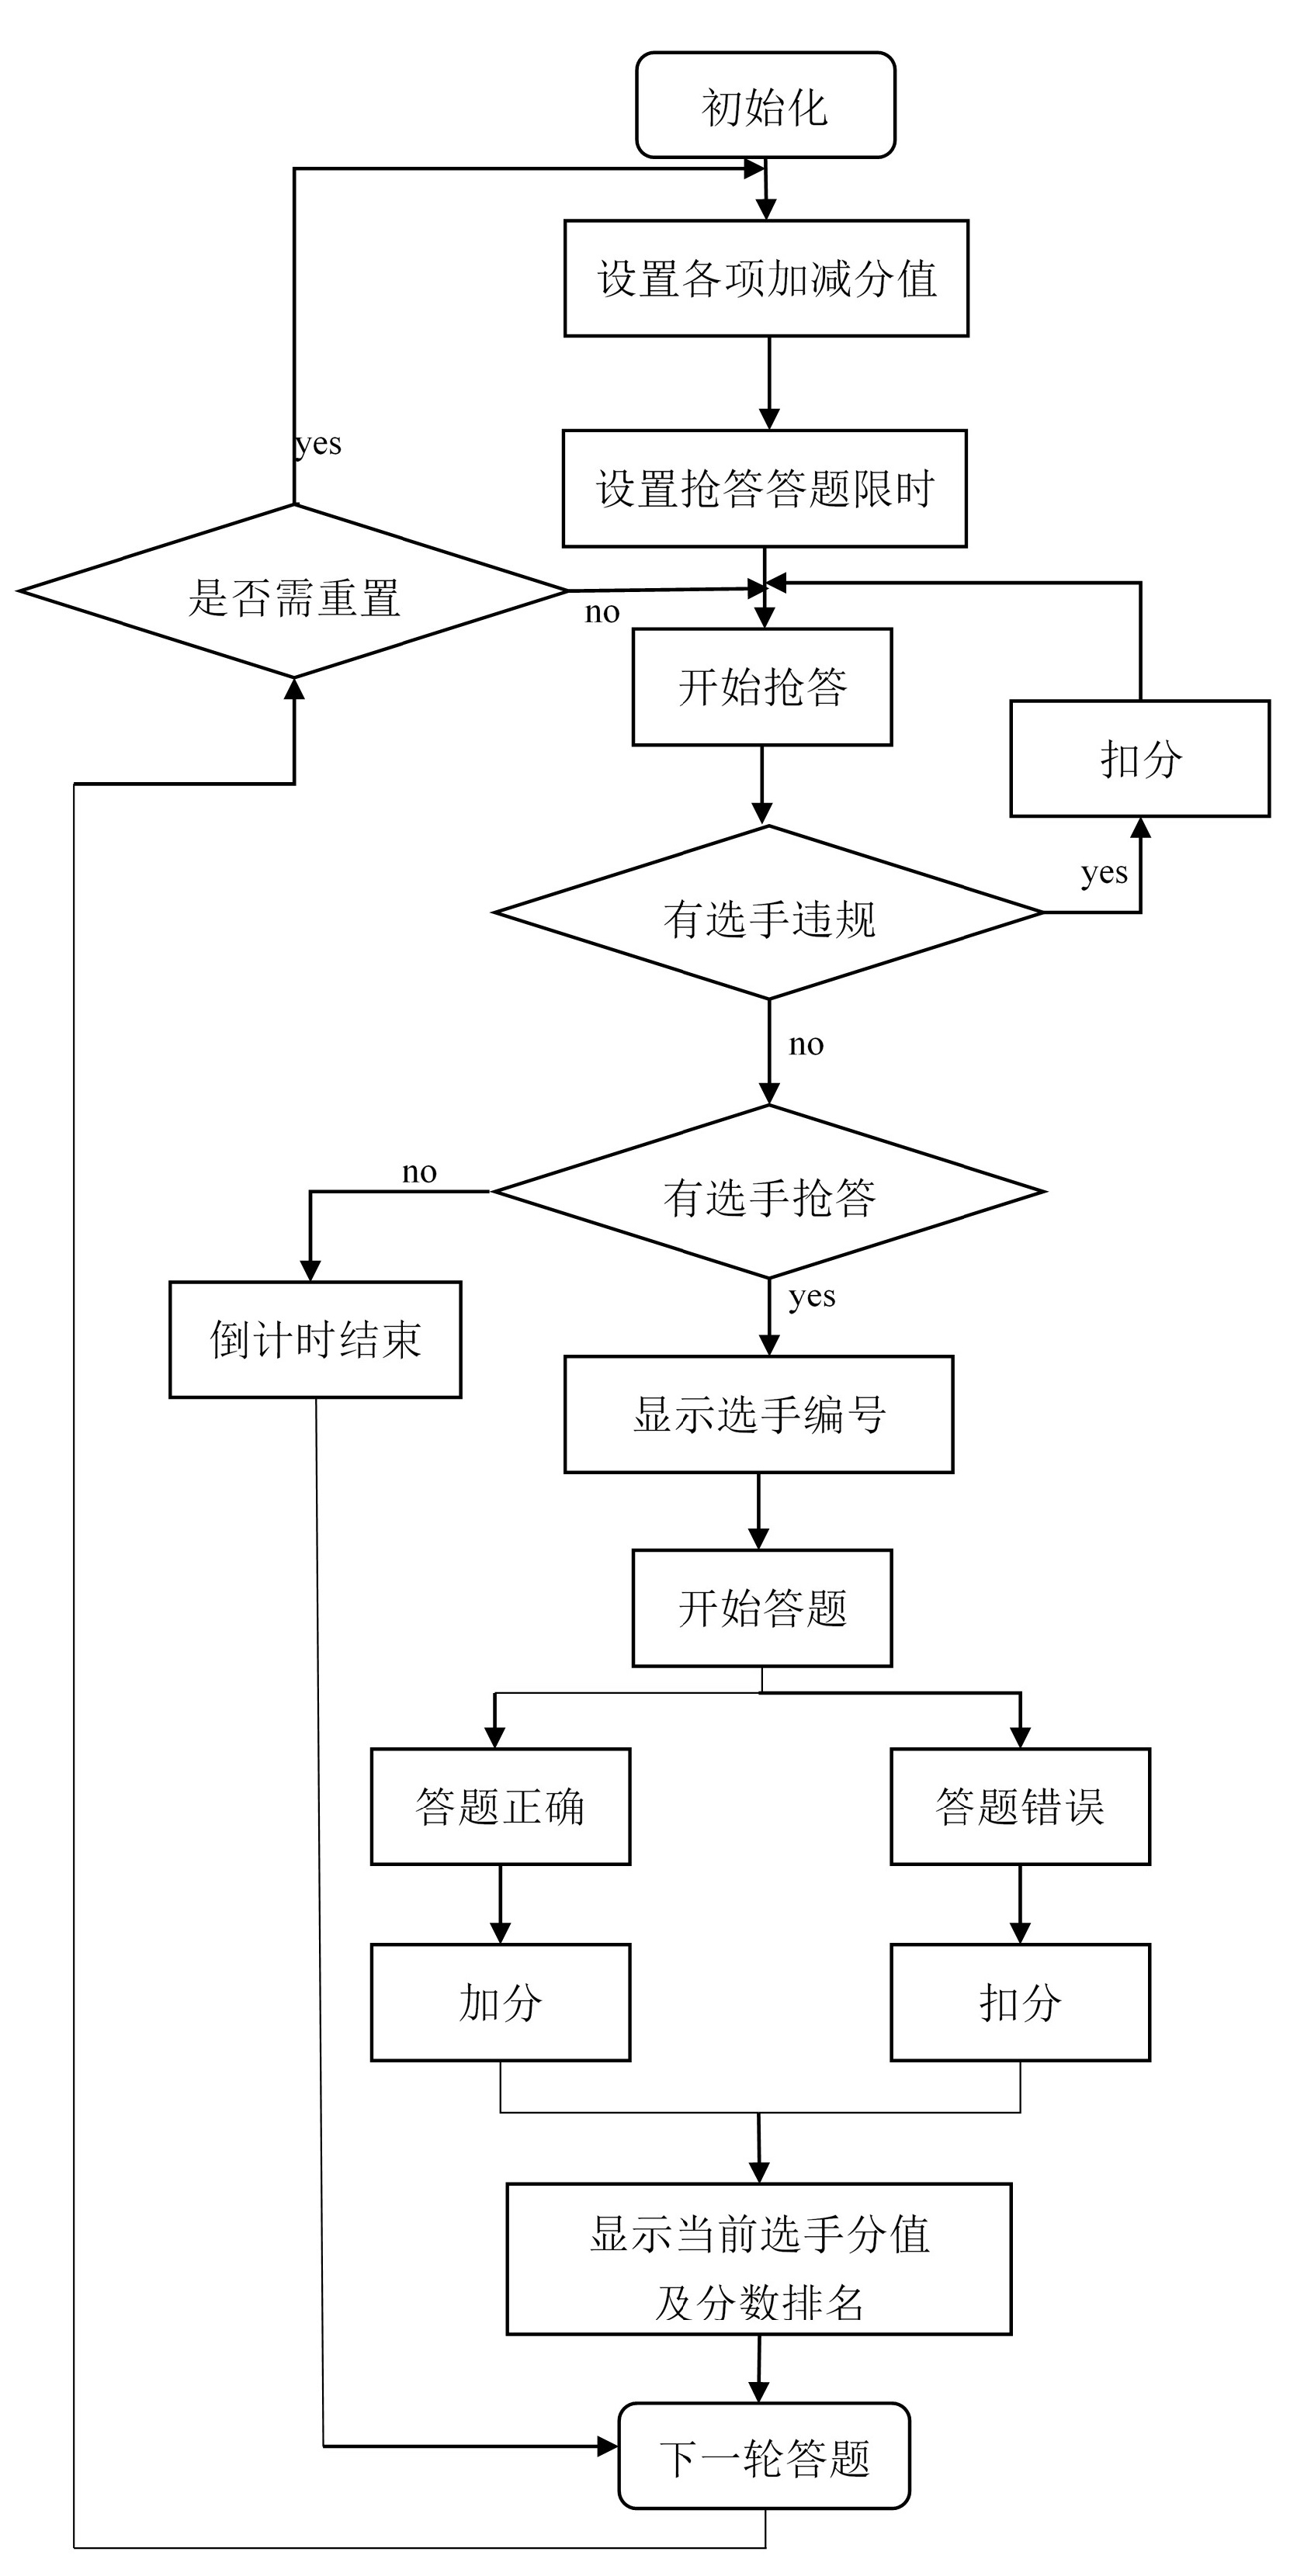 初始化
设置各项加减分值
yes
设置抢答答题限时
是否需重置
no
开始抢答
扣分
yes
有选手违规
no
no
有选手抢答
yes
倒计时结束
显示选手编号
开始答题
答题正确
答题错误
加分
扣分
显示当前选手分值
及分数排名
下一轮答题